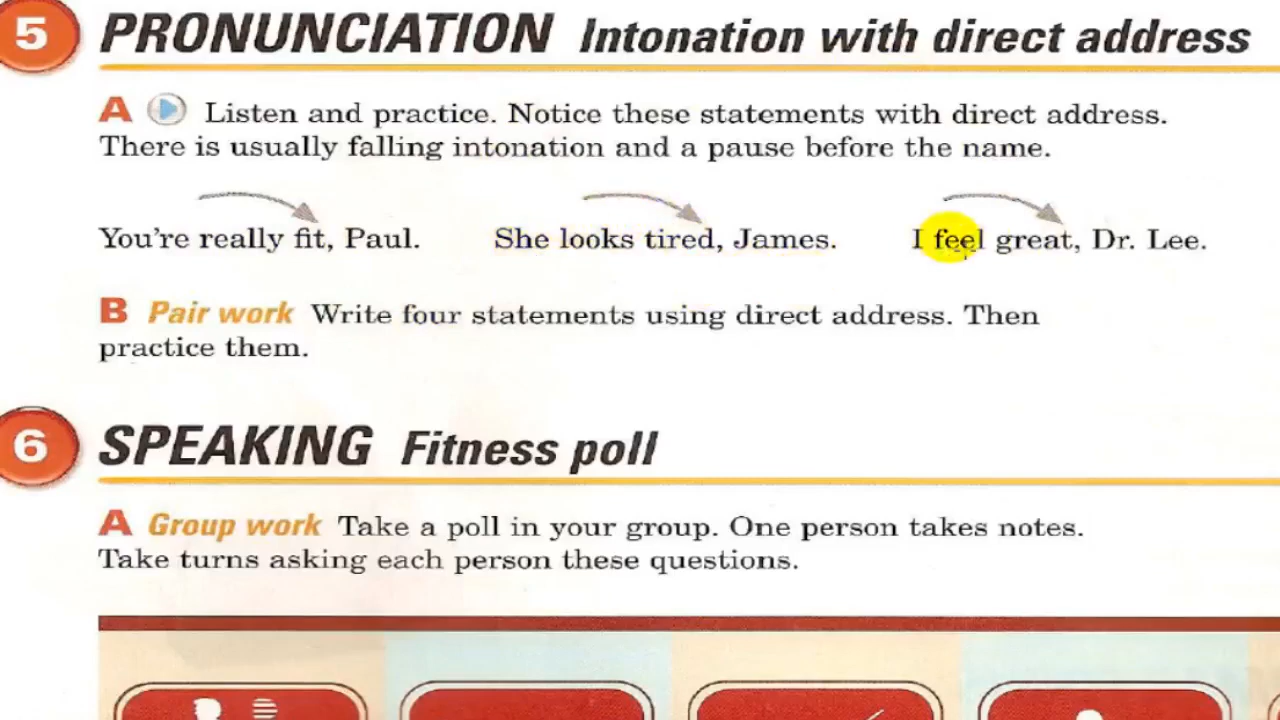 5 PRONUNCIATION Intonation with direct address
A Listen and practice. Notice these statements with direct address.
There is usually falling intonation and a pause before the name.
You're really fit, Paul. She looks tired, James. I feel great, Dr. Lee.
B Pair work Write four statements using direct address. Then
practice them.
6 SPEAKING Fitness poll
A Group work Take a poll in your group. One person takes notes.
Take turns asking each person these questions.